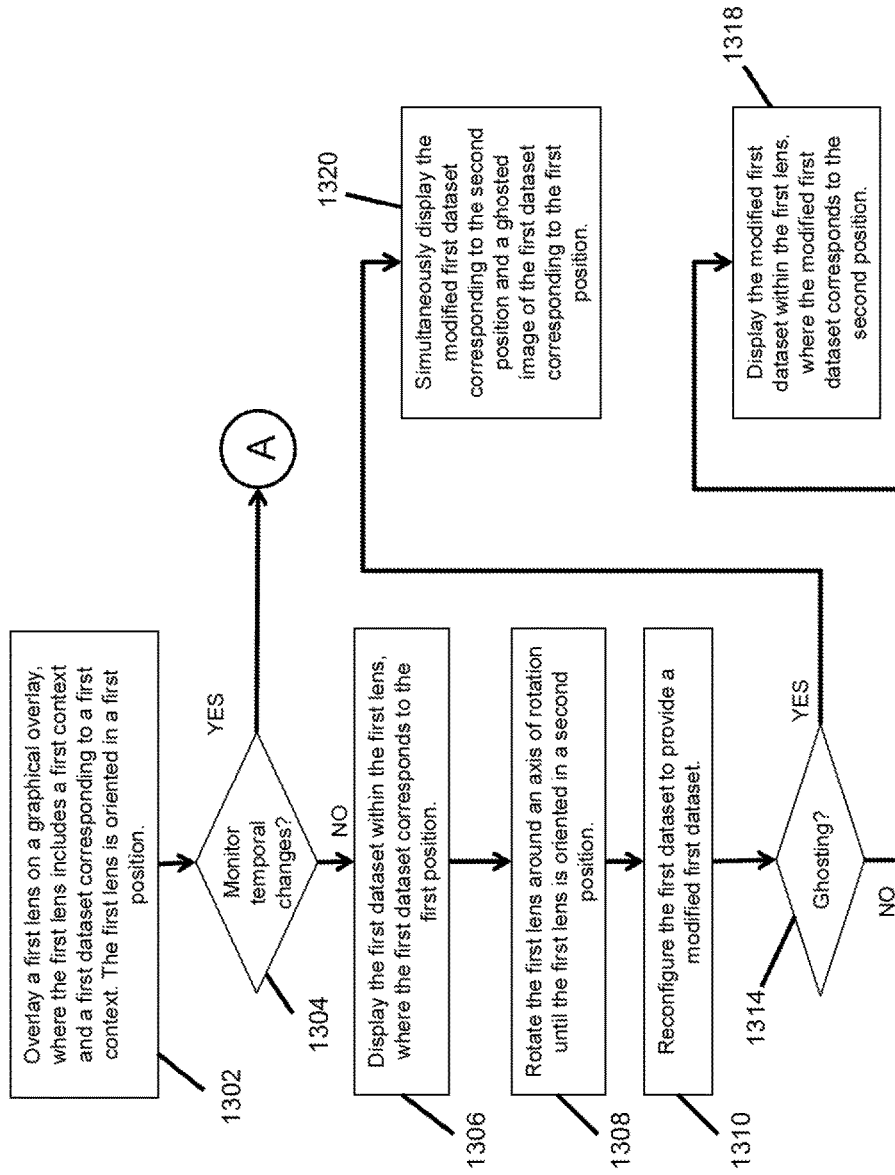 Overlay a first lens on a graphical overlay,
where the first lens includes a first context
and a first dataset corresponding to a first
context. The first lens is oriented in a first
position.
1302
YES
A
Monitor
temporal
changes?
1304
NO
Display the first dataset within the first lens,
where the first dataset corresponds to the
first position.
1306
Rotate the first lens around an axis of rotation
until the first lens is oriented in a second
position.
1308
Reconfigure the first dataset to provide a
modified first dataset.
1310
Ghosting?
1314
YES
NO
1320
Simultaneously display the
modified first dataset
corresponding to the second
position and a ghosted
image of the first dataset
corresponding to the first
position.
1318
Display the modified first
dataset within the first lens,
where the modified first
dataset corresponds to the
second position.